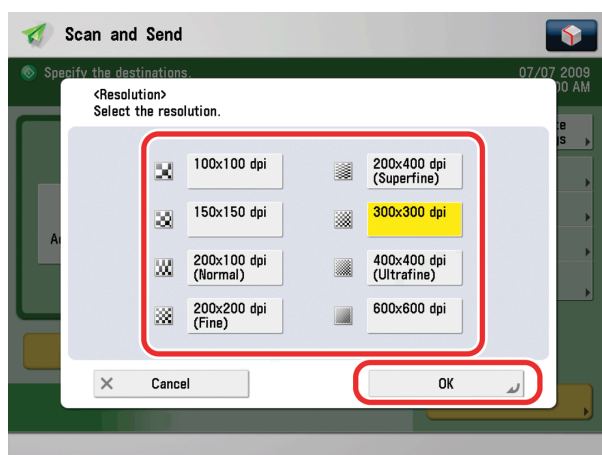 Scan and Send
Specify the destinations.
07/07 2009
00 AM
<Resolution>
Select the resolution.
100x100 dpi
200x400 dpi
(Superfine)
150x150 dpi
300x300 dpi
200x100 dpi
(Normal)
400x400 dpi
(Ultrafine)
200x200 dpi
(Fine)
600x600 dpi
Cancel
OK